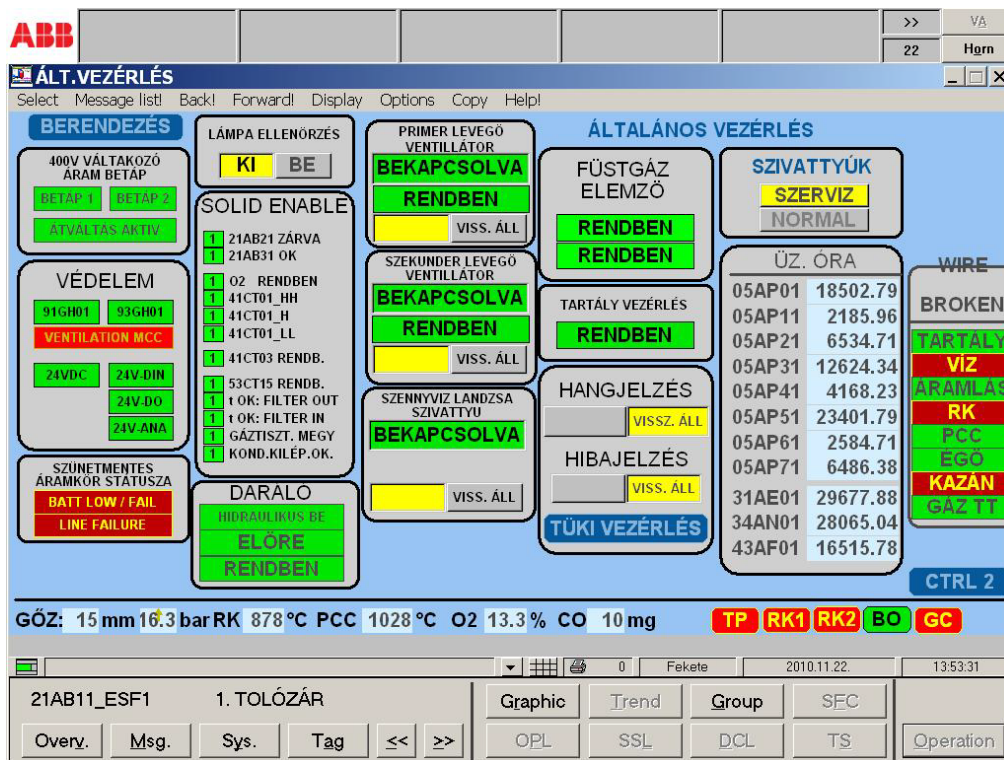 ABB
>>
VA
22
Horn
ÁLT.VEZÉRLÉS
Select Message list! Back! Forward! Display Options Copy Help!
BERENDEZÉS
400V VÁLTAKOZÓ
ÁRAM BETÁP
BETÁP 1 BETÁP 2
ÁTVÁLTÁS AKTIV
VÉDELEM
91GH01 93GH01
VENTILATION MCC
24VDC 24V-DIN
24V-DO
24V-ANA
SZÜNETMENTES
ÁRAMKÖR STÁTUSZA
BATT LOW / FAIL
LINE FAILURE
LÁMPA ELLENÖRZÉS
KI BE
SOLID ENABLE
1 21AB21 ZÁRVA
1 21AB31 OK
1 O2 RENDBEN
1 41CT01_HH
1 41CT01_H
1 41CT01_LL
1 41CT03 RENDB.
1 53CT15 RENDB.
1 t OK: FILTER OUT
1 t OK: FILTER IN
1 GÁZTISZT. MEGY
1 KOND.KILÉP.OK.
DARÁLÓ
HIDRAULIKUS BE
ELÖRE
RENDBEN
PRIMER LEVEGÖ
VENTILLÁTOR
BEKAPCSOLVA
RENDBEN
VISS. ÁLL
SZEKUNDER LEVEGÖ
VENTILLÁTOR
BEKAPCSOLVA
RENDBEN
VISS. ÁLL
SZENNYVIZ LANDZSA
SZIVATTYU
BEKAPCSOLVA
VISS. ÁLL
ÁLTALÁNOS VEZÉRLÉS
FÜSTGÁZ
ELEMZÖ
RENDBEN
RENDBEN
TARTÁLY VEZÉRLÉS
RENDBEN
HANGJELZÉS
VISSZ. ÁLL
HIBAJELZÉS
VISS. ÁLL
TÜKI VEZÉRLÉS
SZIVATTYÚK
SZERVIZ
NORMAL
ÜZ. ÓRA
05AP01 18502.79
05AP11 2185.96
05AP21 6534.71
05AP31 12624.34
05AP41 4168.23
05AP51 23401.79
05AP61 2584.71
05AP71 6486.38
31AE01 29677.88
34AN01 28065.04
43AF01 16515.78
WIRE
BROKEN
TARTÁLY
VÍZ
ÁRAMLÁS
RK
PCC
ÉGÖ
KAZÁN
GÁZ TT
CTRL 2
GŐZ: 15 mm 16.3 bar RK 878 °C PCC 1028 °C O2 13.3 % CO 10 mg TP RK1 RK2 BO GC
0 Fekete 2010.11.22. 13:53:31
21AB11_ESF1 1. TOLÓZÁR
Graphic Trend Group SFC
Overv. Msg. Sys. Tag << >> OPL SSL DCL TS Operation